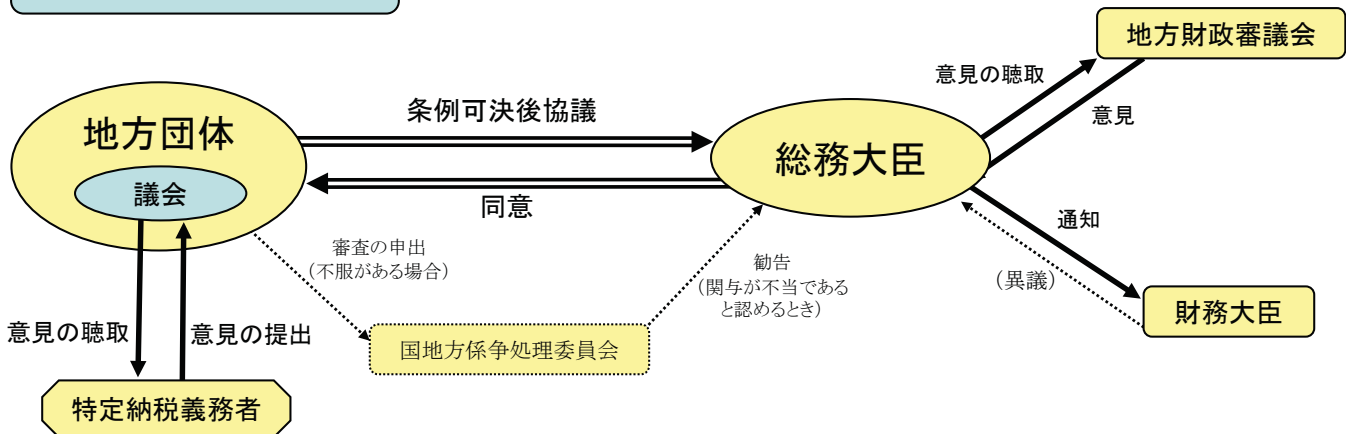 地方財政審議会
意見の聴取
意見
条例可決後協議
地方団体
総務大臣
議会
同意
通知
審査の申出
(不服がある場合)
勧告
(関与が不当である
と認めるとき)
(異議)
財務大臣
意見の聴取
意見の提出
国地方係争処理委員会
特定納税義務者